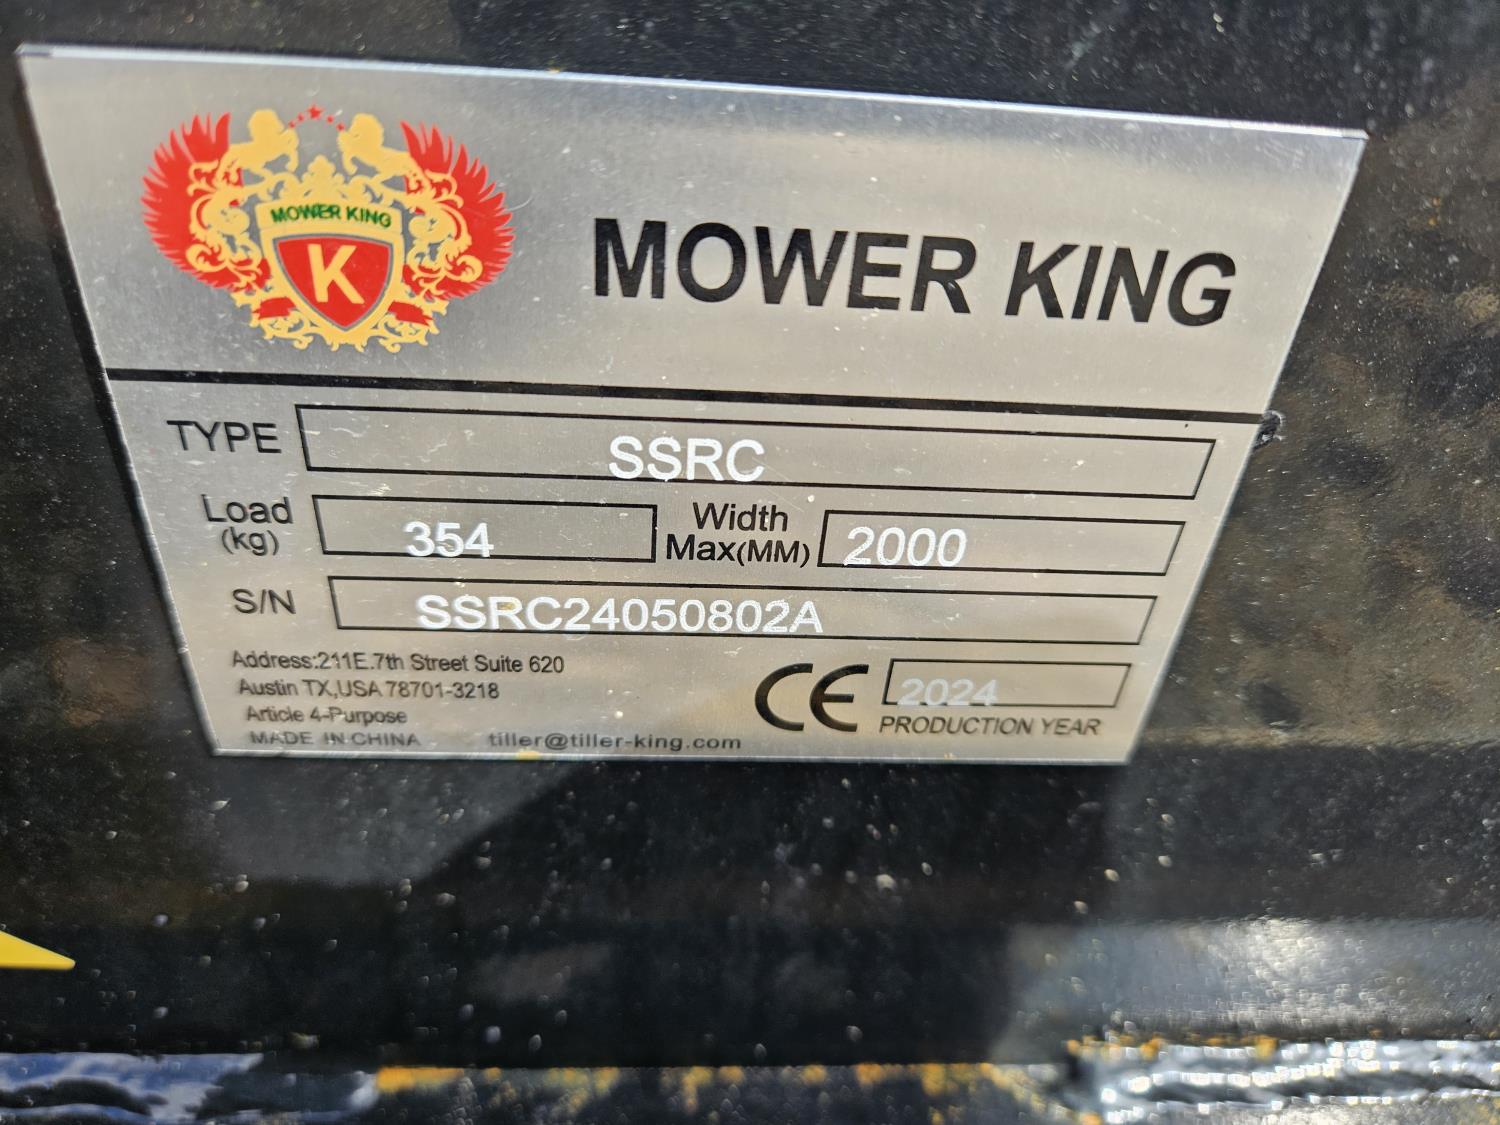 MOWER KING
K
MOWER KING
TYPE SSRC
Load (kg) 354 Width Max(MM) 2000
S/N SSRC24050802A
Address:211E.7th Street Suite 620
Austin TX,USA 78701-3218
Article 4-Purpose
MADE IN CHINA tiller@tiller-king.com
CE 2024
PRODUCTION YEAR